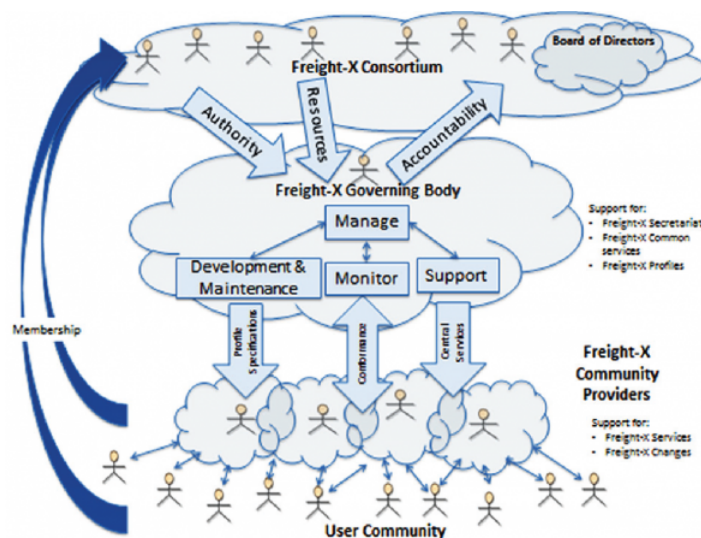 Board of Directors
Freight-X Consortium
Authority
Resources
Accountability
Freight-X Governing Body
Manage
Development &
Maintenance
Monitor
Support
Support for:
• Freight-X Secretariat
• Freight-X Common
services
• Freight-X Profiles
Membership
Profile
Specifications
Conformance
Central
Services
Freight-X
Community
Providers
Support for:
• Freight-X Services
• Freight-X Changes
User Community